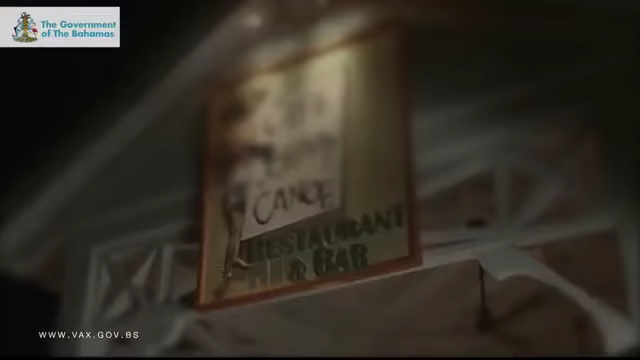 The Government
of The Bahamas
CANOE
RESTAURANT
& BAR
WWW.VAX.GOV.BS